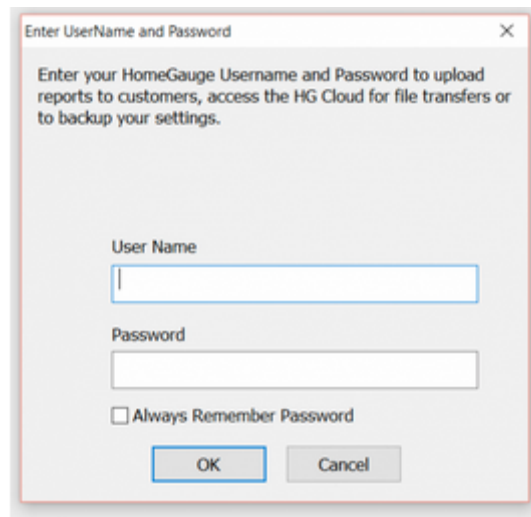 Enter UserName and Password
Enter your HomeGauge Username and Password to upload
reports to customers, access the HG Cloud for file transfers or
to backup your settings.
User Name
Password
Always Remember Password
OK
Cancel